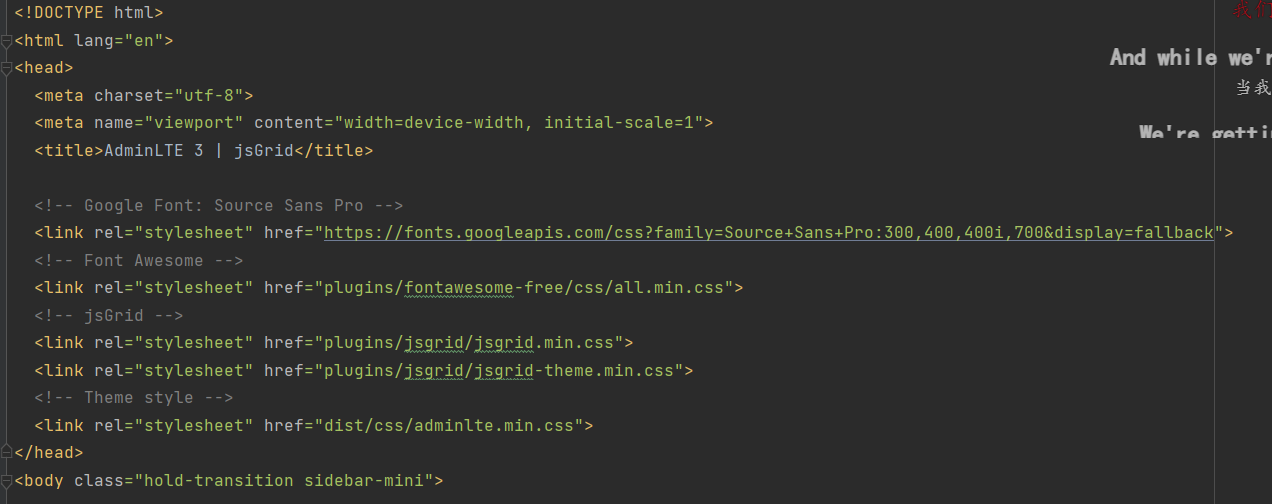 <!DOCTYPE html>
<html lang="en">
<head>
<meta charset="utf-8">
<meta name="viewport" content="width=device-width, initial-scale=1">
<title>AdminLTE 3 | jsGrid</title>
<!-- Google Font: Source Sans Pro -->
<link rel="stylesheet" href="https://fonts.googleapis.com/css?family=Source+Sans+Pro:300,400,400i,700&display=fallback">
<!-- Font Awesome -->
<link rel="stylesheet" href="plugins/fontawesome-free/css/all.min.css">
<!-- jsGrid -->
<link rel="stylesheet" href="plugins/jsgrid/jsgrid.min.css">
<link rel="stylesheet" href="plugins/jsgrid/jsgrid-theme.min.css">
<!-- Theme style -->
<link rel="stylesheet" href="dist/css/adminlte.min.css">
</head>
<body class="hold-transition sidebar-mini">
我们
And while we'r
当我
We're getti